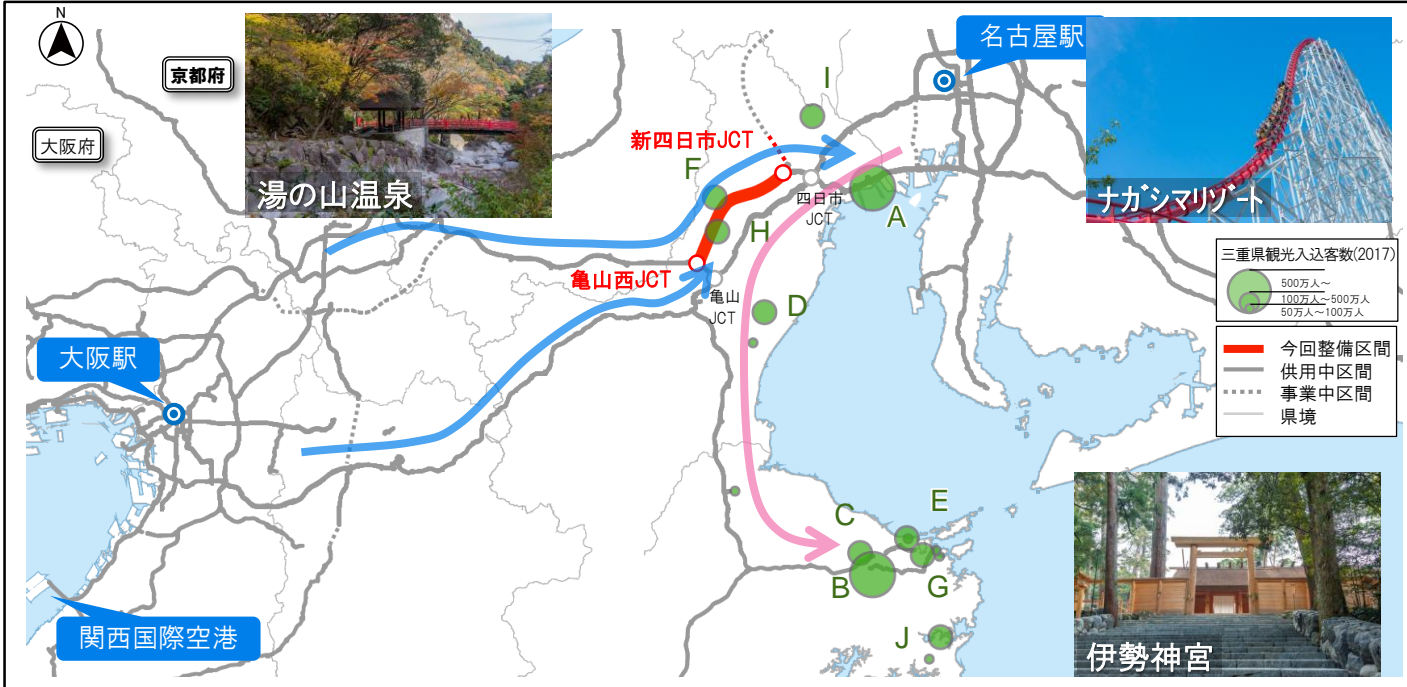 N
京都府
大阪府
湯の山温泉
名古屋駅
ナガシマリゾート
I
新四日市JCT
F
四日市
JCT
A
H
亀山西JCT
亀山
JCT
D
三重県観光入込客数(2017)
500万人～
100万人～500万人
50万人～100万人
今回整備区間
供用中区間
事業中区間
県境
大阪駅
関西国際空港
C
E
B
G
J
伊勢神宮